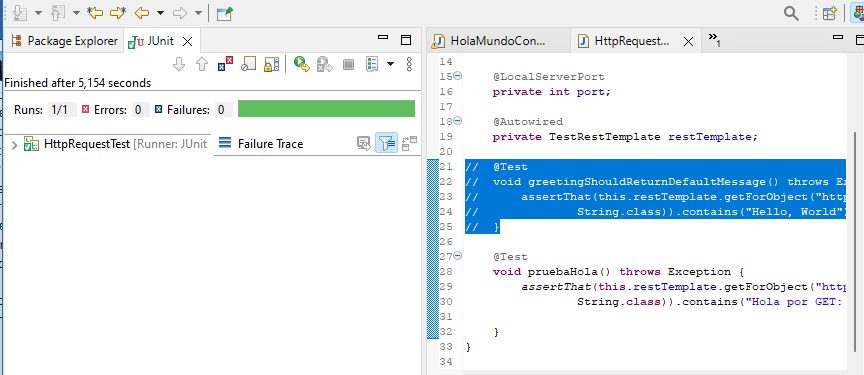 Package Explorer
JUnit
Finished after 5,154 seconds
Runs: 1/1 Errors: 0 Failures: 0
HttpRequestTest [Runner: JUnit
Failure Trace
HolaMundoCon...
HttpRequest...
»1
14
15 @LocalServerPort
16 private int port;
17
18 @Autowired
19 private TestRestTemplate restTemplate;
20
21 // @Test
22 // void greetingShouldReturnDefaultMessage() throws Ex
23 // assertThat(this.restTemplate.getForObject("http
24 // String.class)).contains("Hello, World")
25 // }
26
27 @Test
28 void pruebaHola() throws Exception {
29 assertThat(this.restTemplate.getForObject("http
30 String.class)).contains("Hola por GET:
31
32 }
33 }
34